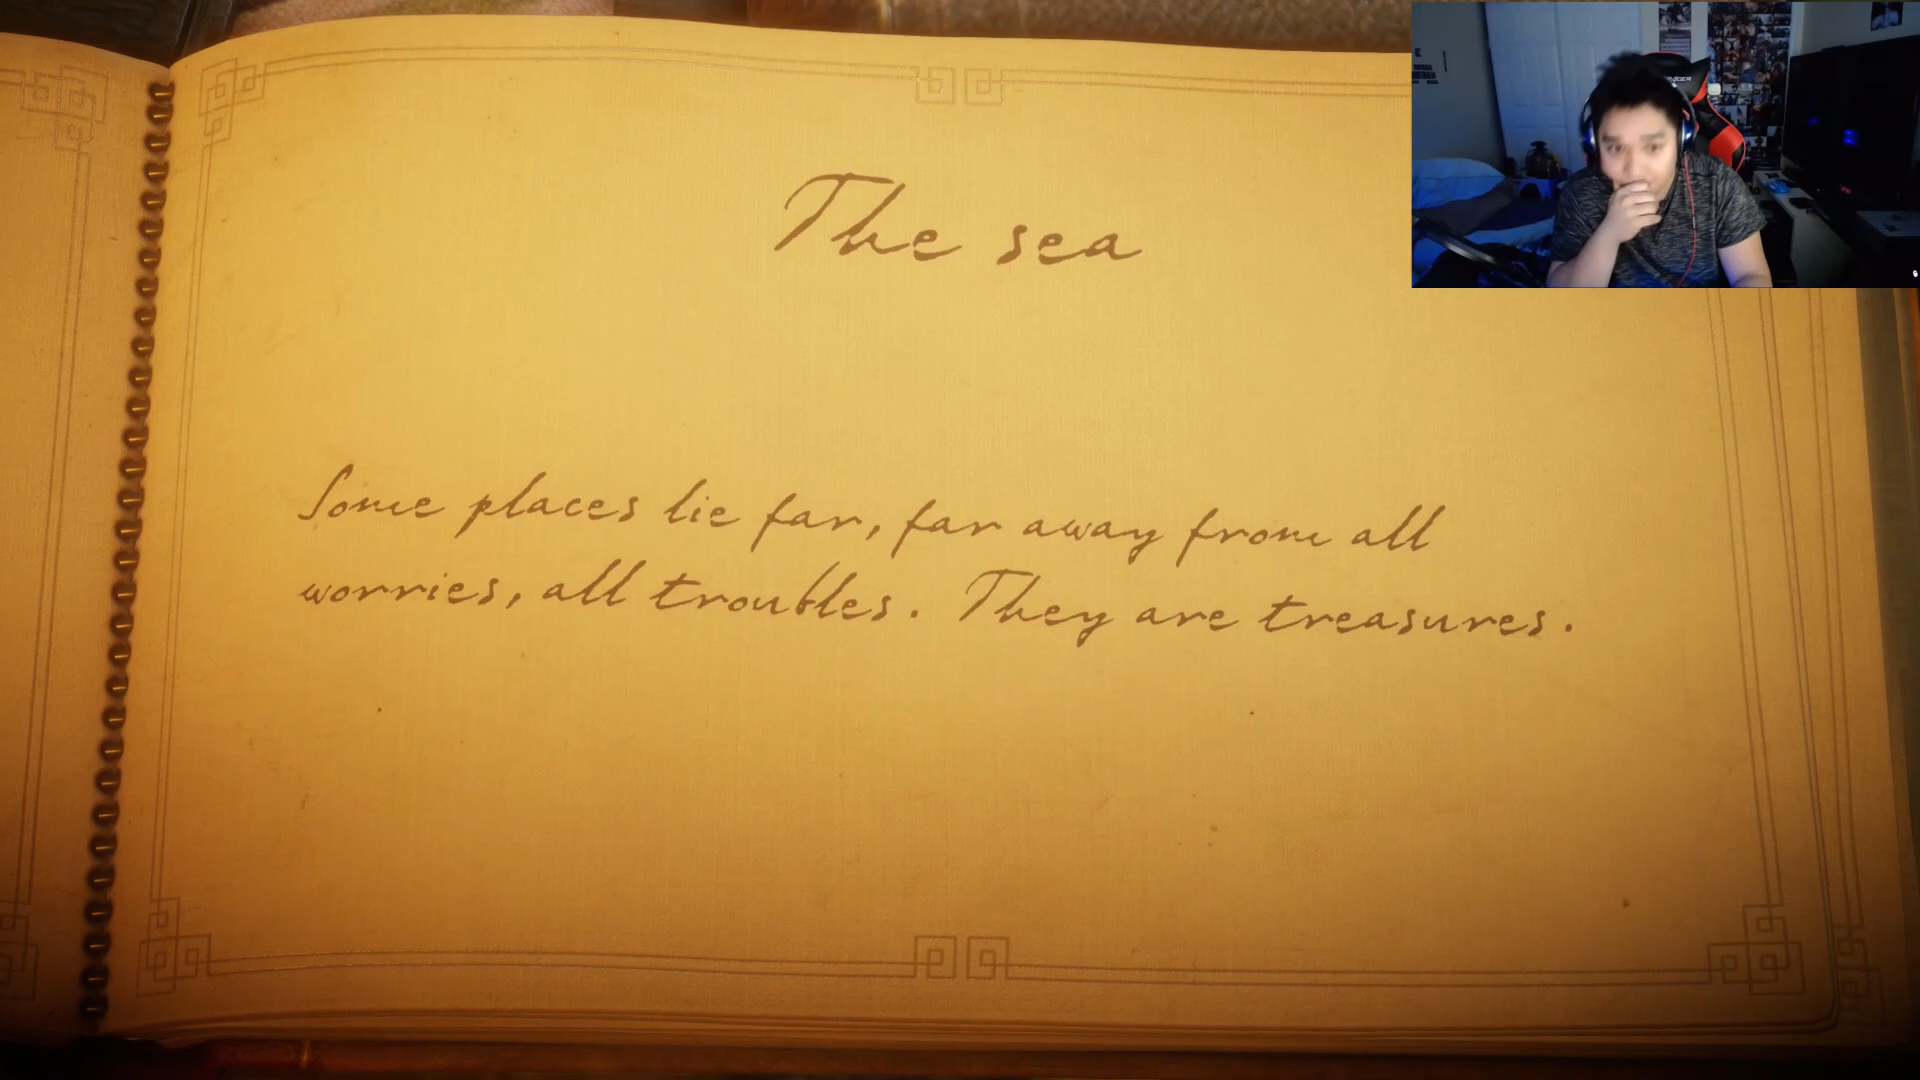 The sea
Some places lie far, far away from all
worries, all troubles. They are treasures.